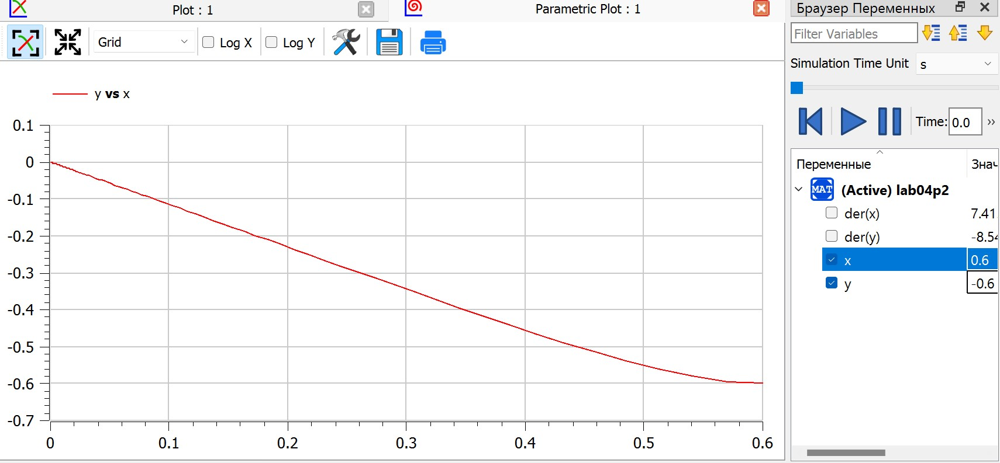 Plot : 1
Parametric Plot : 1
Браузер Переменных
Grid
Log X
Log Y
Filter Variables
Simulation Time Unit
s
y vs x
Time:
0.0
0.1
0
-0.1
-0.2
-0.3
-0.4
-0.5
-0.6
-0.7
0
0.1
0.2
0.3
0.4
0.5
0.6
Переменные
Знач
MAT
(Active) lab04p2
der(x)
7.41
der(y)
-8.54
x
0.6
y
-0.6